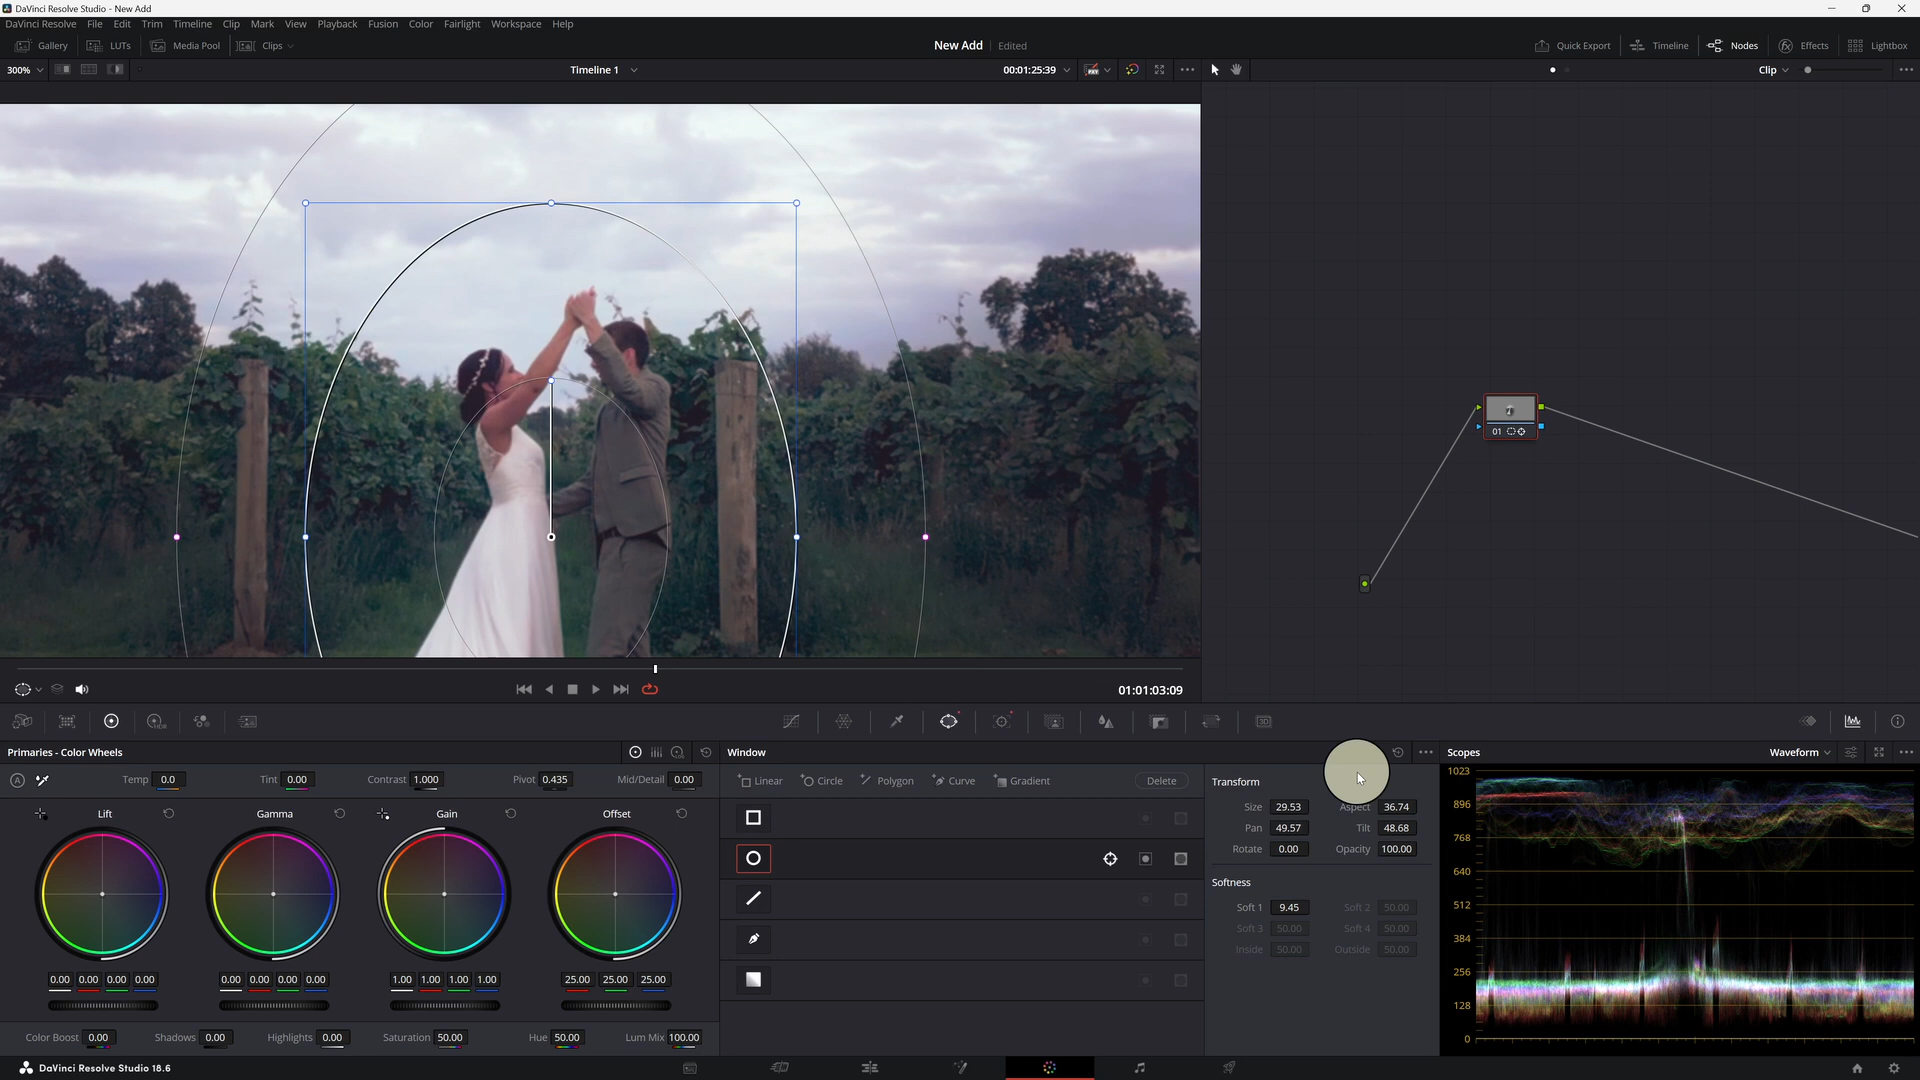 DaVinci Resolve Studio - New Add
DaVinci Resolve File Edit Trim Timeline Clip Mark View Playback Fusion Color Fairlight Workspace Help
Gallery LUTs Media Pool Clips New Add Edited Quick Export Timeline Nodes Effects Lightbox
300% Timeline 1 00:01:25:39 Clip
01
01:01:03:09
Primaries - Color Wheels Window Scopes Waveform
Temp 0.0 Tint 0.00 Contrast 1.000 Pivot 0.435 Mid/Detail 0.00
Linear Circle Polygon Curve Gradient Delete
Lift Gamma Gain Offset
0.00 0.00 0.00 0.00 0.00 0.00 0.00 0.00 1.00 1.00 1.00 1.00 25.00 25.00 25.00
Color Boost 0.00 Shadows 0.00 Highlights 0.00 Saturation 50.00 Hue 50.00 Lum Mix 100.00
Transform
Size 29.53 Aspect 36.74
Pan 49.57 Tilt 48.68
Rotate 0.00 Opacity 100.00
Softness
Soft 1 9.45 Soft 2 50.00
Soft 3 50.00 Soft 4 50.00
Inside 50.00 Outside 50.00
1023
896
768
640
512
384
256
128
0
DaVinci Resolve Studio 18.6